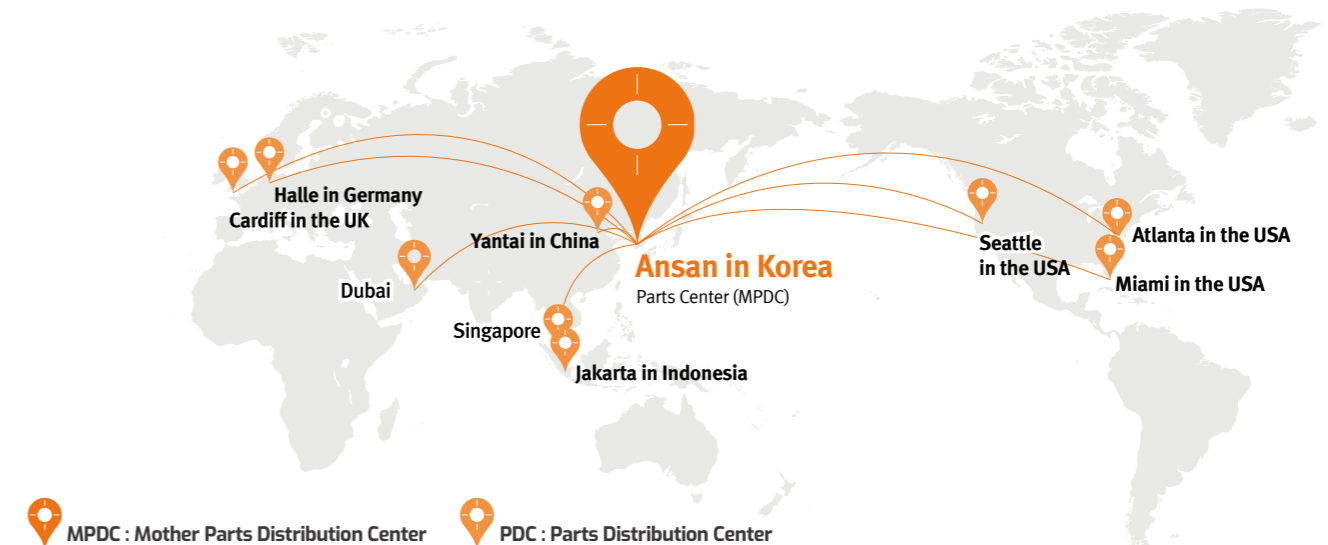 Halle in Germany
Cardiff in the UK
Yantai in China
Dubai
Singapore
Jakarta in Indonesia
Ansan in Korea
Parts Center (MPDC)
Seattle
in the USA
Atlanta in the USA
Miami in the USA
MPDC : Mother Parts Distribution Center
PDC : Parts Distribution Center